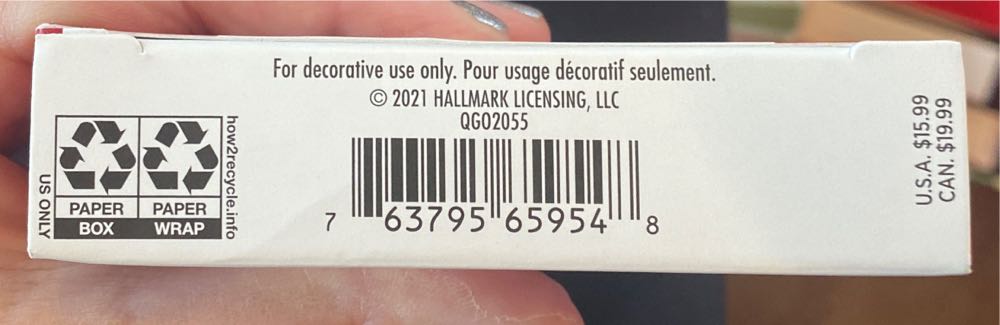 For decorative use only. Pour usage décoratif seulement.
© 2021 HALLMARK LICENSING, LLC
QGO2055
7 63795 65954 8
US ONLY
PAPER
BOX
PAPER
WRAP
how2recycle.info
U.S.A. $15.99
CAN. $19.99